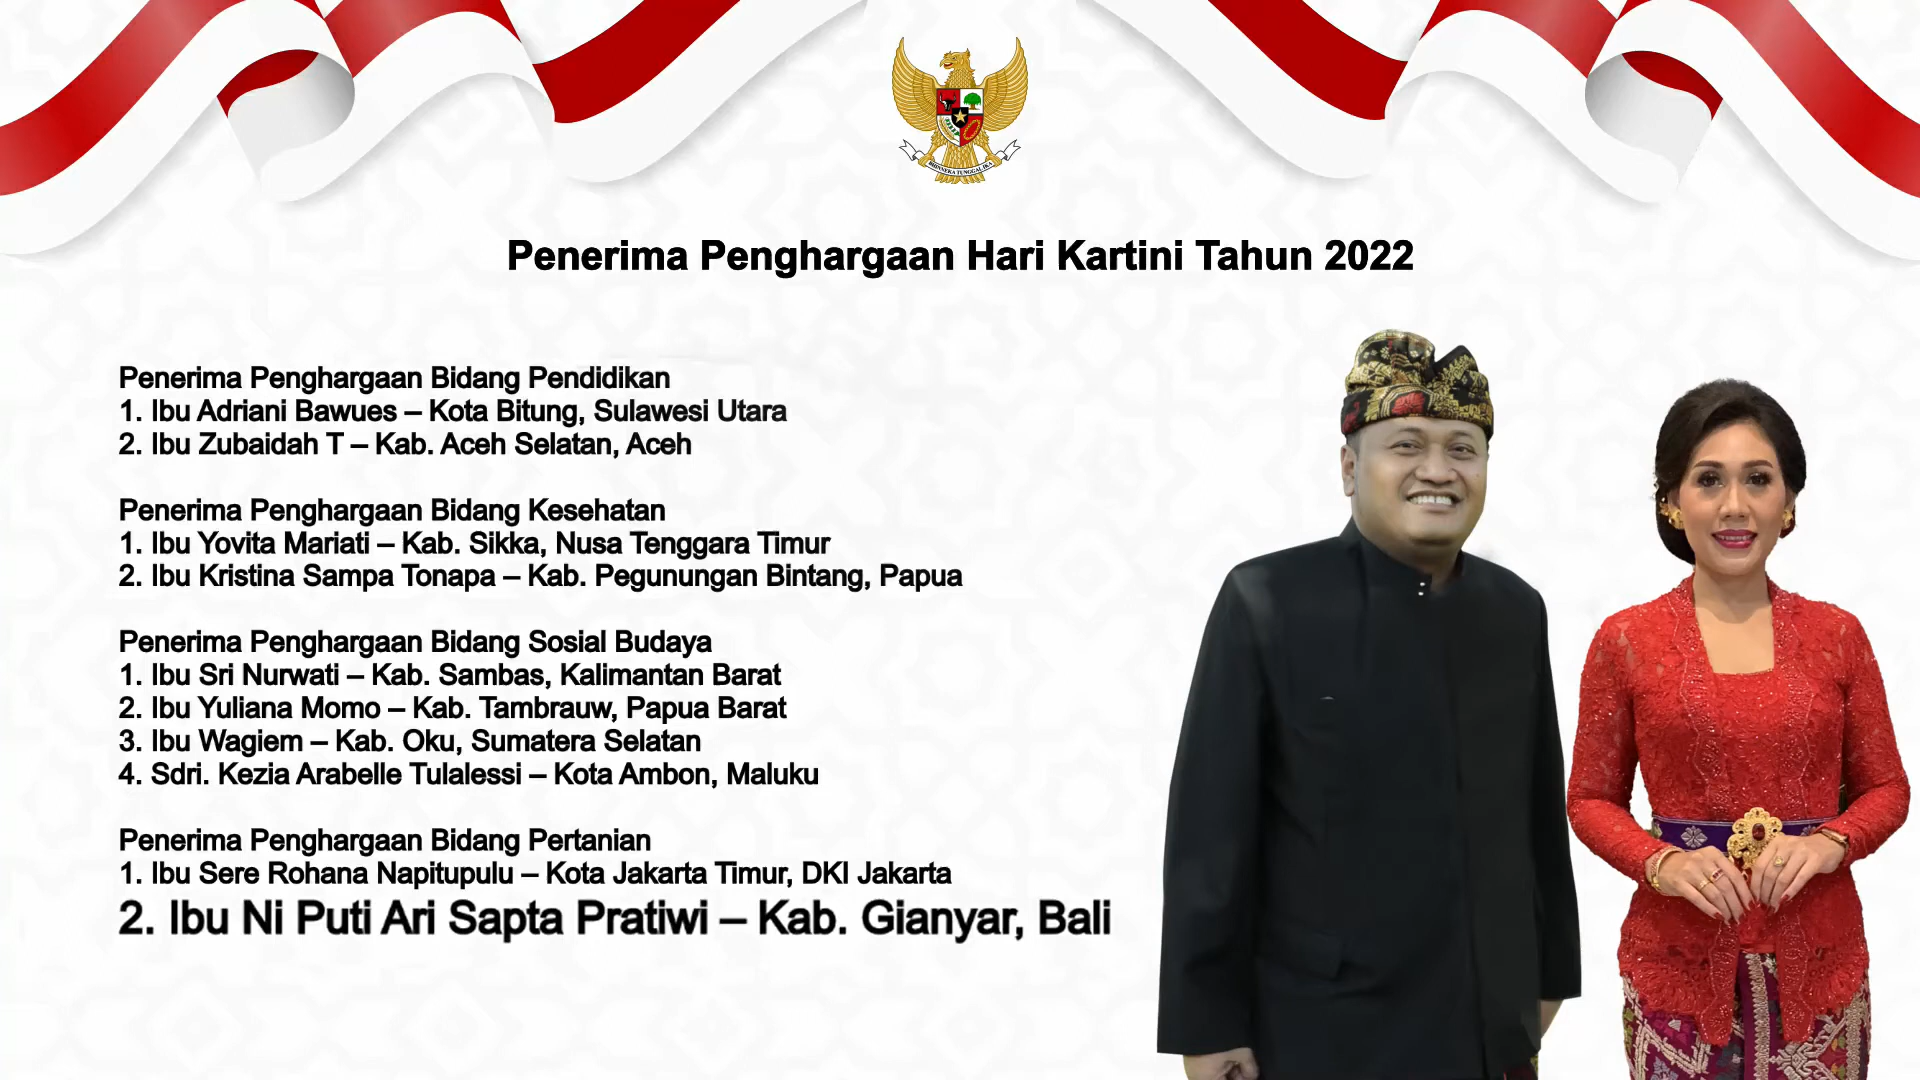 BHINNEKA TUNGGAL IKA
Penerima Penghargaan Hari Kartini Tahun 2022
Penerima Penghargaan Bidang Pendidikan
1. Ibu Adriani Bawues – Kota Bitung, Sulawesi Utara
2. Ibu Zubaidah T – Kab. Aceh Selatan, Aceh
Penerima Penghargaan Bidang Kesehatan
1. Ibu Yovita Mariati – Kab. Sikka, Nusa Tenggara Timur
2. Ibu Kristina Sampa Tonapa – Kab. Pegunungan Bintang, Papua
Penerima Penghargaan Bidang Sosial Budaya
1. Ibu Sri Nurwati – Kab. Sambas, Kalimantan Barat
2. Ibu Yuliana Momo – Kab. Tambrauw, Papua Barat
3. Ibu Wagiem – Kab. Oku, Sumatera Selatan
4. Sdri. Kezia Arabelle Tulalessi – Kota Ambon, Maluku
Penerima Penghargaan Bidang Pertanian
1. Ibu Sere Rohana Napitupulu – Kota Jakarta Timur, DKI Jakarta
2. Ibu Ni Puti Ari Sapta Pratiwi – Kab. Gianyar, Bali